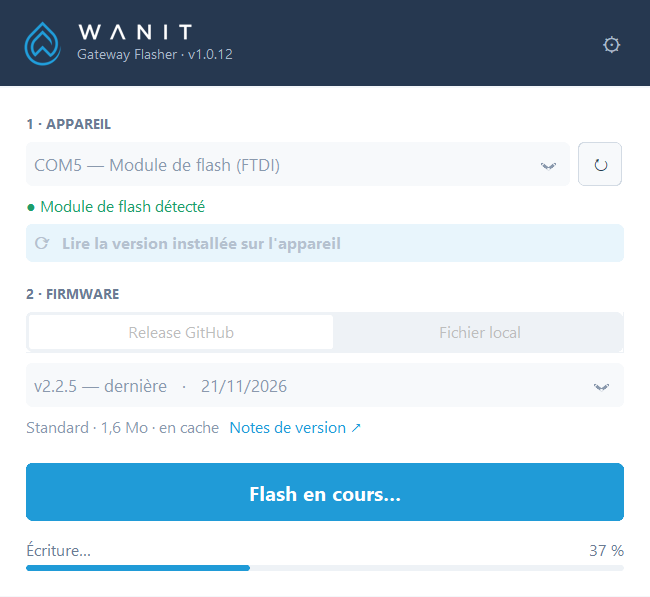 WANIT
Gateway Flasher · v1.0.12
1 · APPAREIL
COM5 — Module de flash (FTDI)
● Module de flash détecté
Lire la version installée sur l'appareil
2 · FIRMWARE
Release GitHub Fichier local
v2.2.5 — dernière · 21/11/2026
Standard · 1,6 Mo · en cache Notes de version ↗
Flash en cours...
Écriture... 37 %